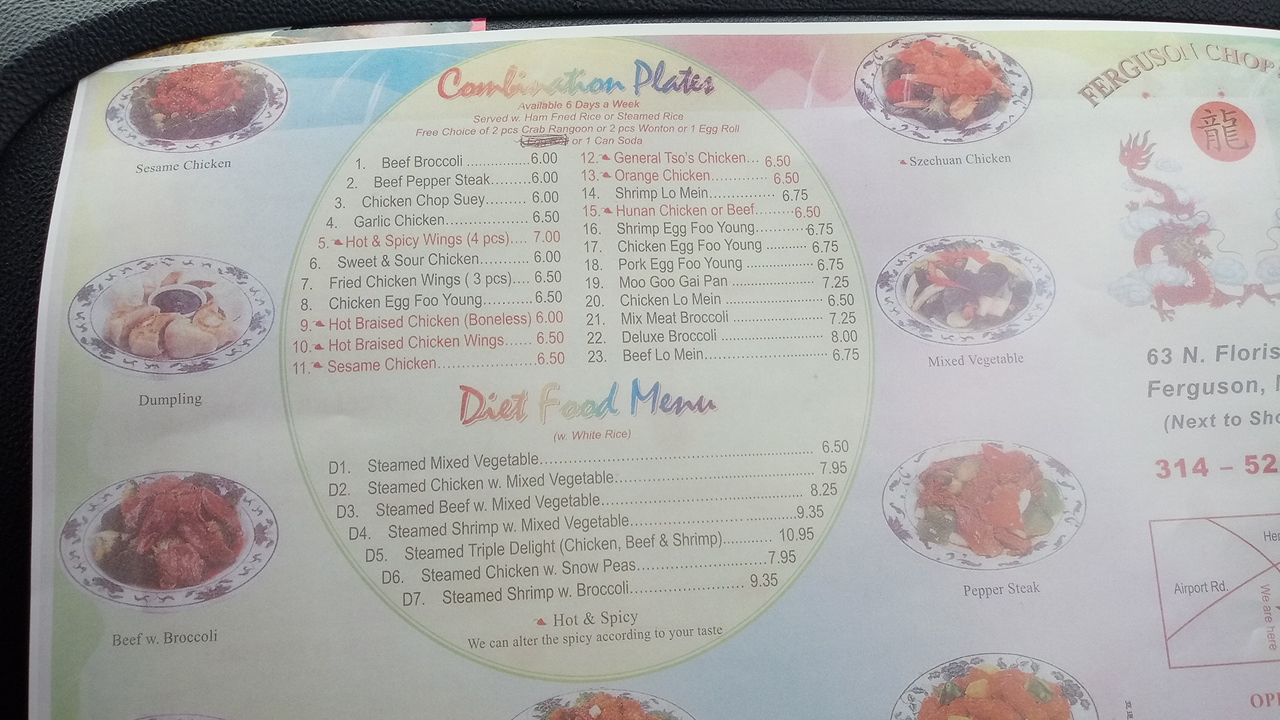 Combination Plates
Available 6 Days a Week
Served w. Ham Fried Rice or Steamed Rice
Free Choice of 2 pcs Crab Rangoon or 2 pcs Wonton or 1 Egg Roll
or 1 Can Soda
1. Beef Broccoli ............. 6.00
2. Beef Pepper Steak......... 6.00
3. Chicken Chop Suey........ 6.00
4. Garlic Chicken................ 6.50
5. Hot & Spicy Wings (4 pcs).... 7.00
6. Sweet & Sour Chicken........... 6.00
7. Fried Chicken Wings ( 3 pcs).... 6.50
8. Chicken Egg Foo Young........... 6.50
9. Hot Braised Chicken (Boneless) 6.00
10. Hot Braised Chicken Wings...... 6.50
11. Sesame Chicken..................... 6.50
12. General Tso's Chicken... 6.50
13. Orange Chicken............ 6.50
14. Shrimp Lo Mein............. 6.75
15. Hunan Chicken or Beef........ 6.50
16. Shrimp Egg Foo Young........... 6.75
17. Chicken Egg Foo Young ......... 6.75
18. Pork Egg Foo Young ............... 6.75
19. Moo Goo Gai Pan .................... 7.25
20. Chicken Lo Mein ..................... 6.50
21. Mix Meat Broccoli .................... 7.25
22. Deluxe Broccoli ....................... 8.00
23. Beef Lo Mein........................... 6.75
Diet Food Menu
(w. White Rice)
D1. Steamed Mixed Vegetable.......... 6.50
D2. Steamed Chicken w. Mixed Vegetable.......... 7.95
D3. Steamed Beef w. Mixed Vegetable.......... 8.25
D4. Steamed Shrimp w. Mixed Vegetable.......... 9.35
D5. Steamed Triple Delight (Chicken, Beef & Shrimp).......... 10.95
D6. Steamed Chicken w. Snow Peas.......... 7.95
D7. Steamed Shrimp w. Broccoli.......... 9.35
Hot & Spicy
We can alter the spicy according to your taste
Sesame Chicken
Dumpling
Beef w. Broccoli
Szechuan Chicken
Mixed Vegetable
Pepper Steak
FERGUSON CHOP
龍
63 N. Floris
Ferguson,
(Next to Sh
314 – 52
Airport Rd.
We are here